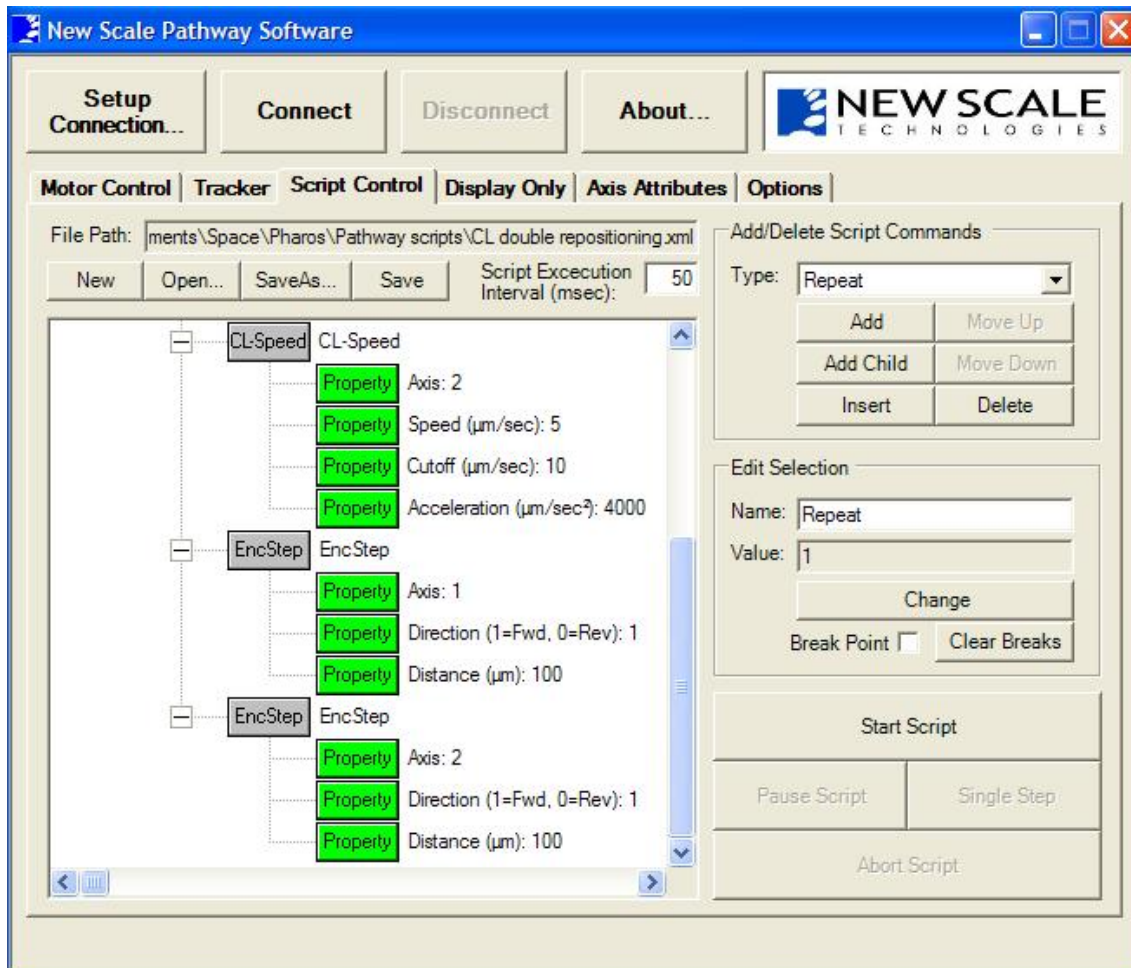 New Scale Pathway Software
Setup
Connection...
Connect
Disconnect
About...
NEW SCALE
TECHNOLOGIES
Motor Control
Tracker
Script Control
Display Only
Axis Attributes
Options
File Path: ments\Space\Pharos\Pathway scripts\CL double repositioning.xml
New
Open...
SaveAs...
Save
Script Excecution
Interval (msec):
50
CL-Speed CL-Speed
Property Axis: 2
Property Speed (µm/sec): 5
Property Cutoff (µm/sec): 10
Property Acceleration (µm/sec²): 4000
EncStep EncStep
Property Axis: 1
Property Direction (1=Fwd, 0=Rev): 1
Property Distance (µm): 100
EncStep EncStep
Property Axis: 2
Property Direction (1=Fwd, 0=Rev): 1
Property Distance (µm): 100
Add/Delete Script Commands
Type: Repeat
Add
Move Up
Add Child
Move Down
Insert
Delete
Edit Selection
Name: Repeat
Value: 1
Change
Break Point
Clear Breaks
Start Script
Pause Script
Single Step
Abort Script